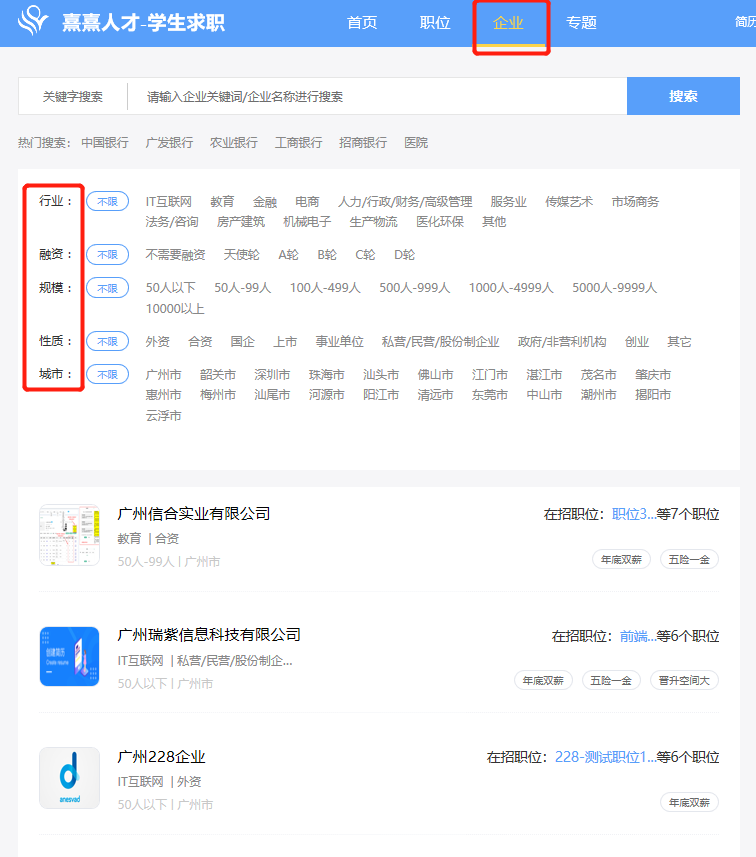 熹熹人才-学生求职 首页 职位 企业 专题 简历
关键字搜索 请输入企业关键词/企业名称进行搜索 搜索
热门搜索: 中国银行 广发银行 农业银行 工商银行 招商银行 医院
行业： 不限 IT互联网 教育 金融 电商 人力/行政/财务/高级管理 服务业 传媒艺术 市场商务
法务/咨询 房产建筑 机械电子 生产物流 医化环保 其他
融资： 不限 不需要融资 天使轮 A轮 B轮 C轮 D轮
规模： 不限 50人以下 50人-99人 100人-499人 500人-999人 1000人-4999人 5000人-9999人
10000以上
性质： 不限 外资 合资 国企 上市 事业单位 私营/民营/股份制企业 政府/非营利机构 创业 其它
城市： 不限 广州市 韶关市 深圳市 珠海市 汕头市 佛山市 江门市 湛江市 茂名市 肇庆市
惠州市 梅州市 汕尾市 河源市 阳江市 清远市 东莞市 中山市 潮州市 揭阳市
云浮市
广州信合实业有限公司 在招职位：职位3...等7个职位
教育 | 合资
50人-99人 | 广州市 年底双薪 五险一金
广州瑞紫信息科技有限公司 在招职位：前端...等6个职位
创建简历
Create resume
IT互联网 | 私营/民营/股份制企...
50人以下 | 广州市 年底双薪 五险一金 晋升空间大
广州228企业 在招职位：228-测试职位1...等6个职位
IT互联网 | 外资
anesvad
50人以下 | 广州市 年底双薪